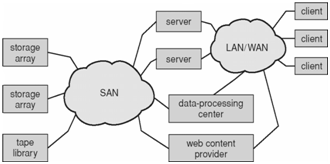 client
server
LAN/WAN
client
storage
array
server
client
SAN
storage
array
data-processing
center
tape
library
web content
provider